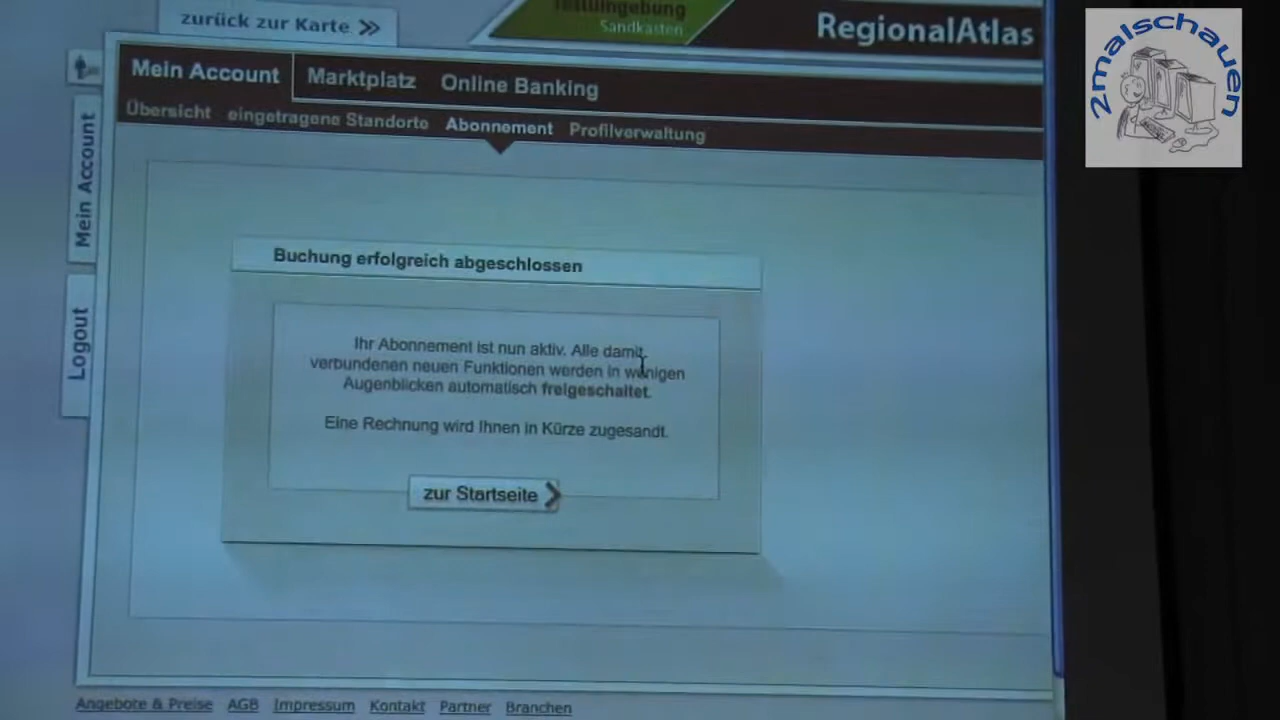 zurück zur Karte
Testumgebung
Sandkasten
RegionalAtlas
2malschauen
Mein Account
Marktplatz
Online Banking
Übersicht
eingetragene Standorte
Abonnement
Profilverwaltung
Mein Account
Logout
Buchung erfolgreich abgeschlossen
Ihr Abonnement ist nun aktiv. Alle damit
verbundenen neuen Funktionen werden in wenigen
Augenblicken automatisch freigeschaltet.
Eine Rechnung wird Ihnen in Kürze zugesandt.
zur Startseite
Angebote & Preise AGB Impressum Kontakt Partner Branchen